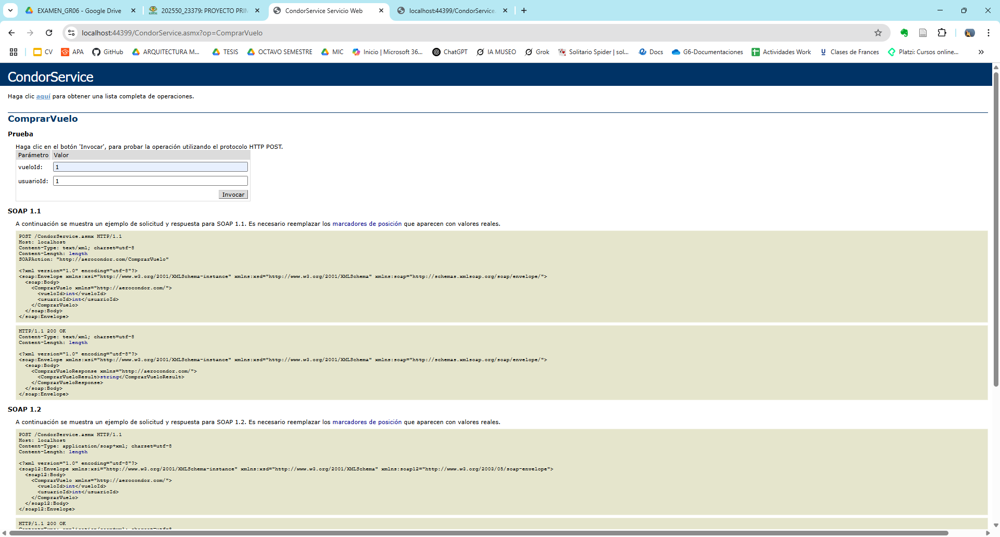 EXAMEN_GR06 - Google Drive
202550_23379: PROYECTO PRIM
CondorService Servicio Web
localhost:44399/CondorService.
localhost:44399/CondorService.asmx?op=ComprarVuelo
CV
APA
GitHub
ARQUITECTURA M...
TESIS
OCTAVO SEMESTRE
MIC
Inicio | Microsoft 36...
ChatGPT
IA MUSEO
Grok
Solitario Spider | sol...
Docs
G6-Documentaciones
Actividades Work
Clases de Frances
Platzi: Cursos online...
CondorService
Haga clic aquí para obtener una lista completa de operaciones.
ComprarVuelo
Prueba
Haga clic en el botón 'Invocar', para probar la operación utilizando el protocolo HTTP POST.
Parámetro Valor
vueloId: 1
usuarioId: 1
Invocar
SOAP 1.1
A continuación se muestra un ejemplo de solicitud y respuesta para SOAP 1.1. Es necesario reemplazar los marcadores de posición que aparecen con valores reales.
POST /CondorService.asmx HTTP/1.1
Host: localhost
Content-Type: text/xml; charset=utf-8
Content-Length: length
SOAPAction: "http://aerocondor.com/ComprarVuelo"
<?xml version="1.0" encoding="utf-8"?>
<soap:Envelope xmlns:xsi="http://www.w3.org/2001/XMLSchema-instance" xmlns:xsd="http://www.w3.org/2001/XMLSchema" xmlns:soap="http://schemas.xmlsoap.org/soap/envelope/">
<soap:Body>
<ComprarVuelo xmlns="http://aerocondor.com/">
<vueloId>int</vueloId>
<usuarioId>int</usuarioId>
</ComprarVuelo>
</soap:Body>
</soap:Envelope>
HTTP/1.1 200 OK
Content-Type: text/xml; charset=utf-8
Content-Length: length
<?xml version="1.0" encoding="utf-8"?>
<soap:Envelope xmlns:xsi="http://www.w3.org/2001/XMLSchema-instance" xmlns:xsd="http://www.w3.org/2001/XMLSchema" xmlns:soap="http://schemas.xmlsoap.org/soap/envelope/">
<soap:Body>
<ComprarVueloResponse xmlns="http://aerocondor.com/">
<ComprarVueloResult>string</ComprarVueloResult>
</ComprarVueloResponse>
</soap:Body>
</soap:Envelope>
SOAP 1.2
A continuación se muestra un ejemplo de solicitud y respuesta para SOAP 1.2. Es necesario reemplazar los marcadores de posición que aparecen con valores reales.
POST /CondorService.asmx HTTP/1.1
Host: localhost
Content-Type: application/soap+xml; charset=utf-8
Content-Length: length
<?xml version="1.0" encoding="utf-8"?>
<soap12:Envelope xmlns:xsi="http://www.w3.org/2001/XMLSchema-instance" xmlns:xsd="http://www.w3.org/2001/XMLSchema" xmlns:soap12="http://www.w3.org/2003/05/soap-envelope">
<soap12:Body>
<ComprarVuelo xmlns="http://aerocondor.com/">
<vueloId>int</vueloId>
<usuarioId>int</usuarioId>
</ComprarVuelo>
</soap12:Body>
</soap12:Envelope>
HTTP/1.1 200 OK